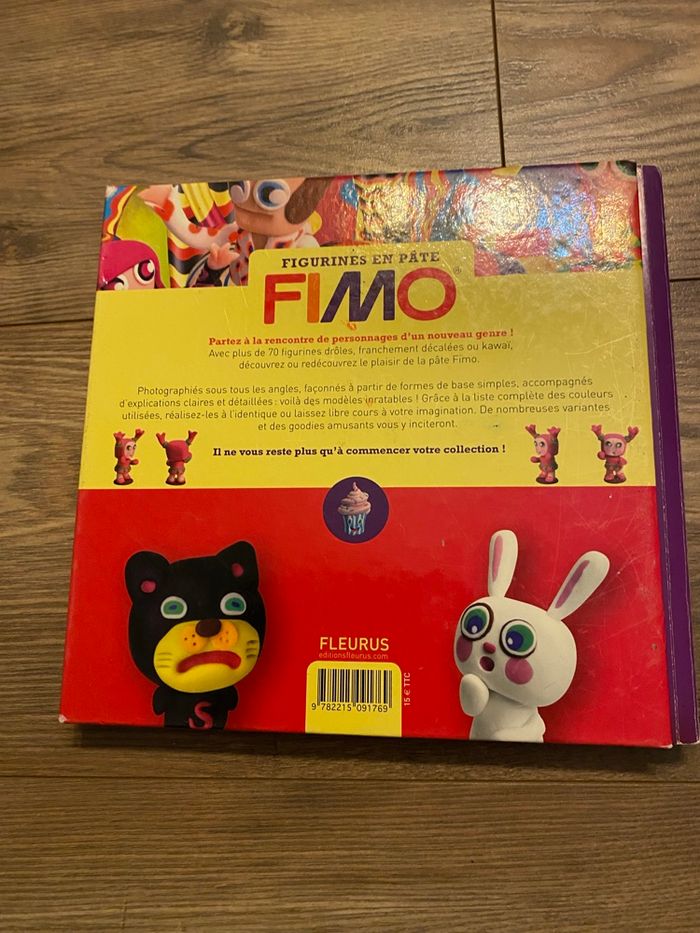 FIGURINES EN PÂTE
FIMO®
Partez à la rencontre de personnages d'un nouveau genre !
Avec plus de 70 figurines drôles, franchement décalées ou kawaï,
découvrez ou redécouvrez le plaisir de la pâte Fimo.
Photographiés sous tous les angles, façonnés à partir de formes de base simples, accompagnés
d'explications claires et détaillées : voilà des modèles inratables ! Grâce à la liste complète des couleurs
utilisées, réalisez-les à l'identique ou laissez libre cours à votre imagination. De nombreuses variantes
et des goodies amusants vous y inciteront.
Il ne vous reste plus qu'à commencer votre collection !
FLEURUS
editionsfleurus.com
15 € TTC
9 782215 091769
S